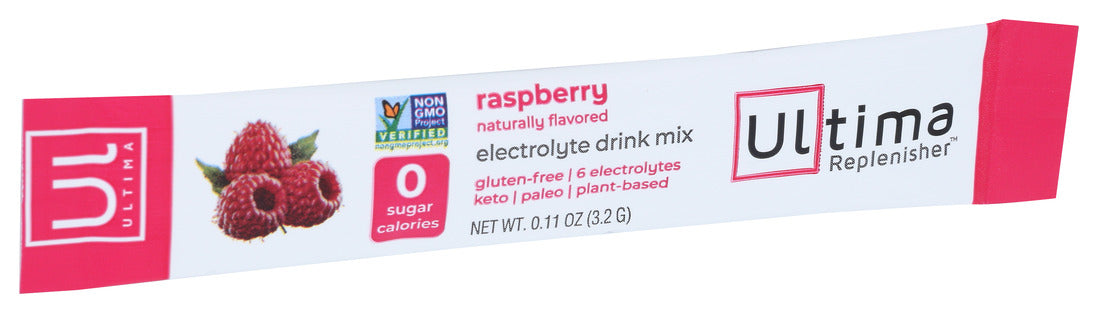 Ul
ULTIMA
NON
GMO
Project
VERIFIED
nongmoproject.org
0
sugar
calories
raspberry
naturally flavored
electrolyte drink mix
gluten-free | 6 electrolytes
keto | paleo | plant-based
NET WT. 0.11 OZ (3.2 G)
Ultima
Replenisher™